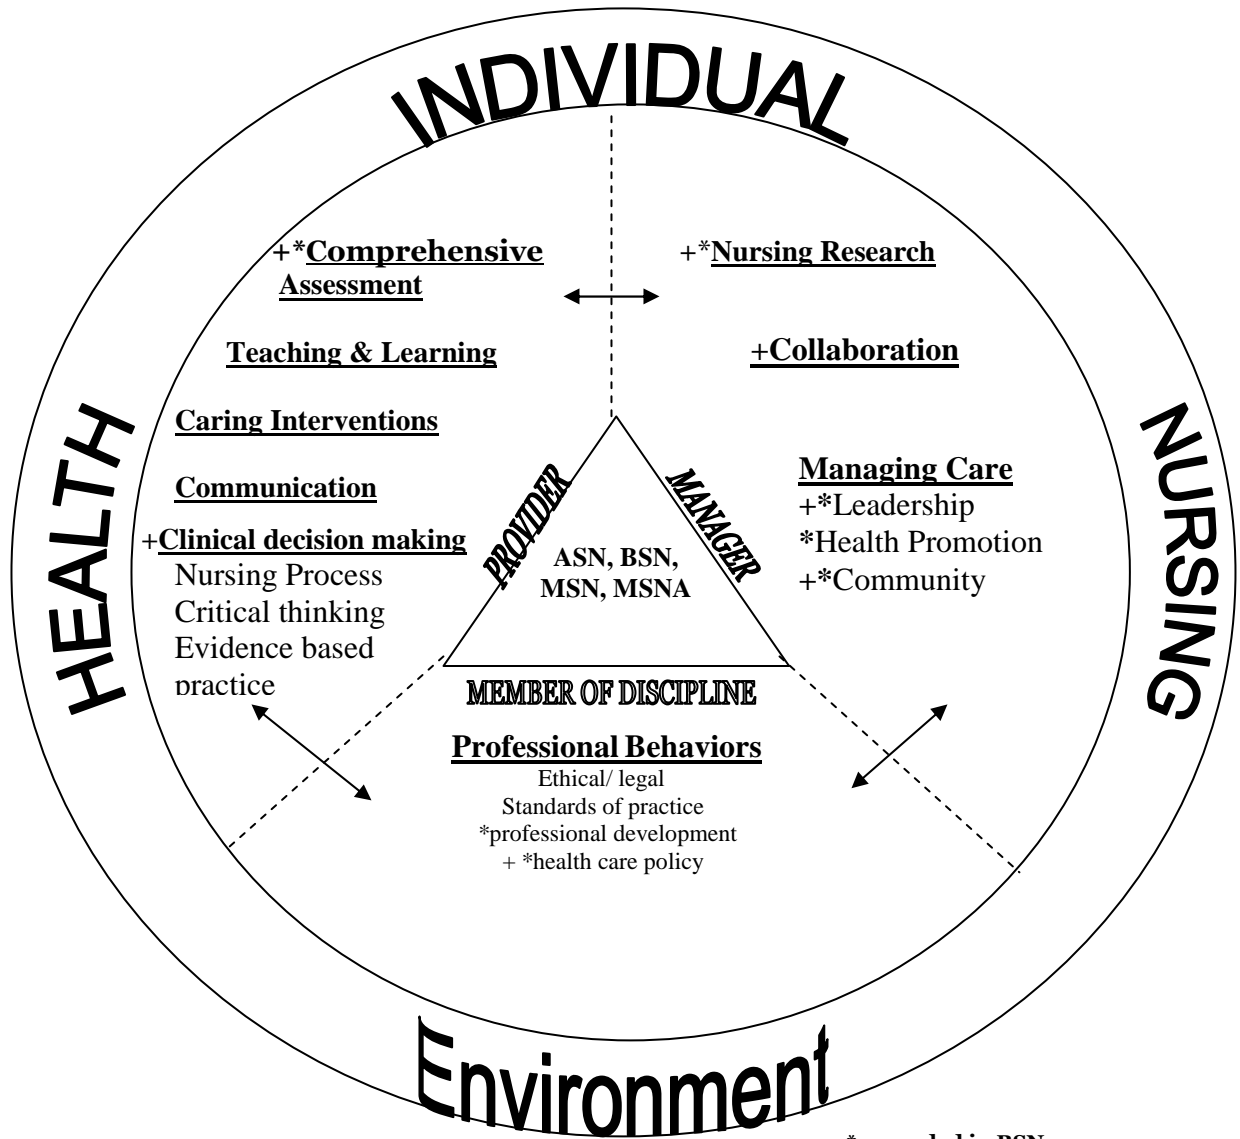 INDIVIDUAL
+*Comprehensive
Assessment
Teaching & Learning
Caring Interventions
Communication
+Clinical decision making
Nursing Process
Critical thinking
Evidence based
practice
+*Nursing Research
+Collaboration
Managing Care
+*Leadership
*Health Promotion
+*Community
HEALTH
NURSING
PROVIDER
MANAGER
ASN, BSN,
MSN, MSNA
MEMBER OF DISCIPLINE
Professional Behaviors
Ethical/ legal
Standards of practice
*professional development
+ *health care policy
Environment
* in BSN